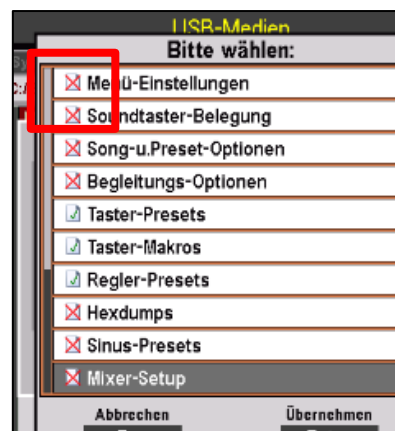 USB-Medien
Bitte wählen:
Menü-Einstellungen
Soundtaster-Belegung
Song-u.Preset-Optionen
Begleitungs-Optionen
Taster-Presets
Taster-Makros
Regler-Presets
Hexdumps
Sinus-Presets
Mixer-Setup
Abbrechen Übernehmen